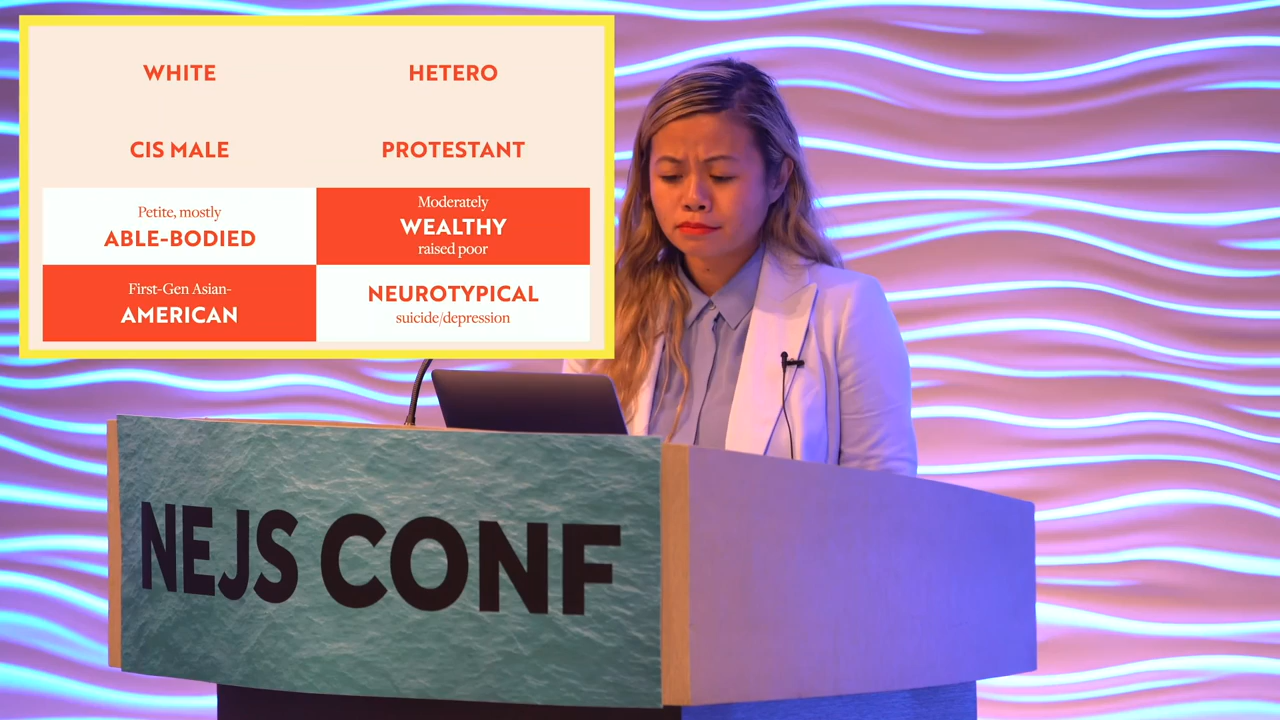 WHITE
HETERO
CIS MALE
PROTESTANT
Petite, mostly
ABLE-BODIED
Moderately
WEALTHY
raised poor
First-Gen Asian-
AMERICAN
NEUROTYPICAL
suicide/depression
NEJS CONF